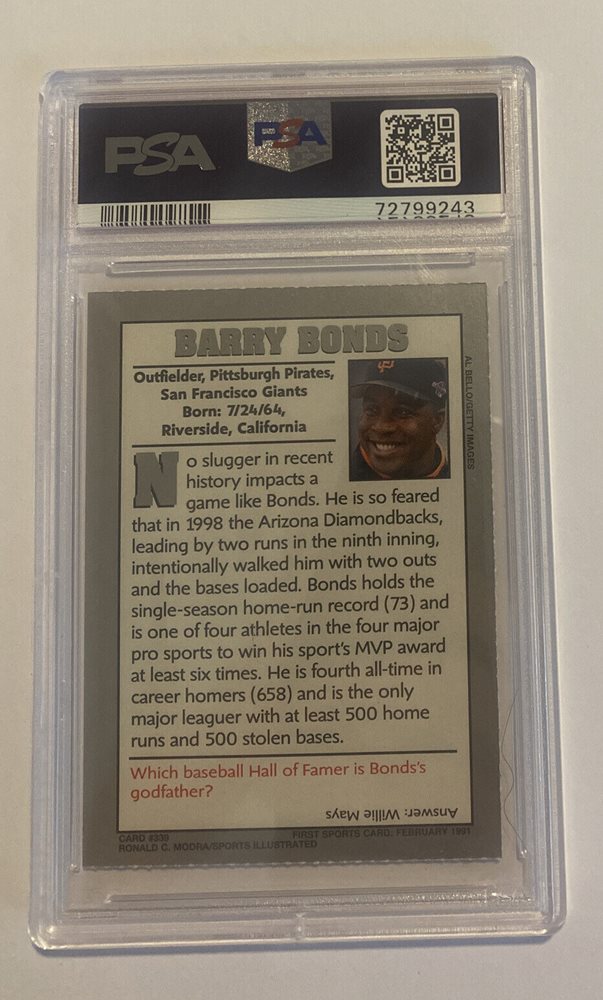 PSA
PSA
72799243
BARRY BONDS
Outfielder, Pittsburgh Pirates,
San Francisco Giants
Born: 7/24/64,
Riverside, California
No slugger in recent
history impacts a
game like Bonds. He is so feared
that in 1998 the Arizona Diamondbacks,
leading by two runs in the ninth inning,
intentionally walked him with two outs
and the bases loaded. Bonds holds the
single-season home-run record (73) and
is one of four athletes in the four major
pro sports to win his sport's MVP award
at least six times. He is fourth all-time in
career homers (658) and is the only
major leaguer with at least 500 home
runs and 500 stolen bases.
AL BELLO/GETTY IMAGES
Which baseball Hall of Famer is Bonds's
godfather?
Answer: Willie Mays
CARD #339
FIRST SPORTS CARD: FEBRUARY 1991
RONALD C. MODRA/SPORTS ILLUSTRATED